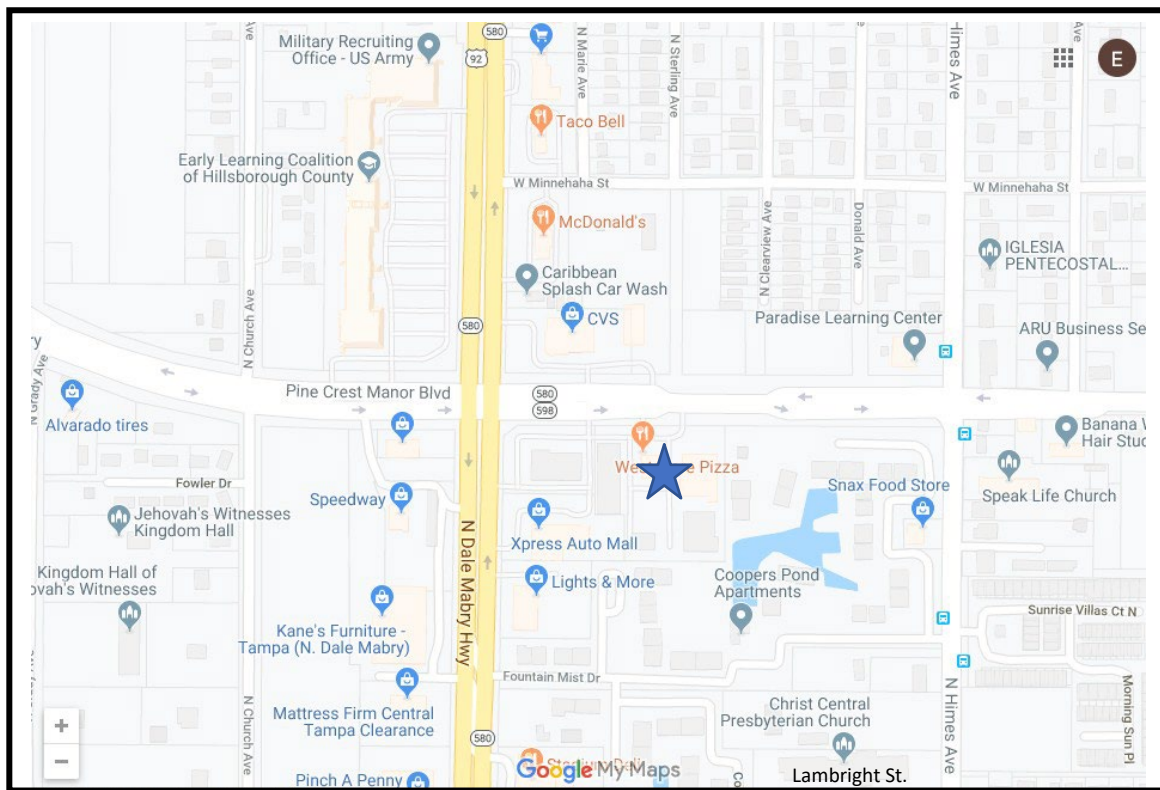 580
92
Military Recruiting
Office - US Army
N Marie Ave
N Sterling Ave
Ave
N Himes Ave
Ave
E
Taco Bell
Early Learning Coalition
of Hillsborough County
W Minnehaha St
W Minnehaha St
McDonald's
N Clearview Ave
Donald Ave
IGLESIA
PENTECOSTAL...
Caribbean
Splash Car Wash
N Church Ave
580
CVS
Paradise Learning Center
ARU Business Se
ry
N Grady Ave
Pine Crest Manor Blvd
580
598
Alvarado tires
Banana
Hair Stud
Pizza
Fowler Dr
Speedway
Snax Food Store
Speak Life Church
Jehovah's Witnesses
Kingdom Hall
N Dale Mabry Hwy
Xpress Auto Mall
Kingdom Hall of
ovah's Witnesses
Lights & More
Coopers Pond
Apartments
Sunrise Villas Ct N
Kane's Furniture -
Tampa (N. Dale Mabry)
Fountain Mist Dr
N Church Ave
Mattress Firm Central
Tampa Clearance
Christ Central
Presbyterian Church
N Himes Ave
Morning Sun Pl
580
+
−
Pinch A Penny
Google My Maps
Co
Lambright St.